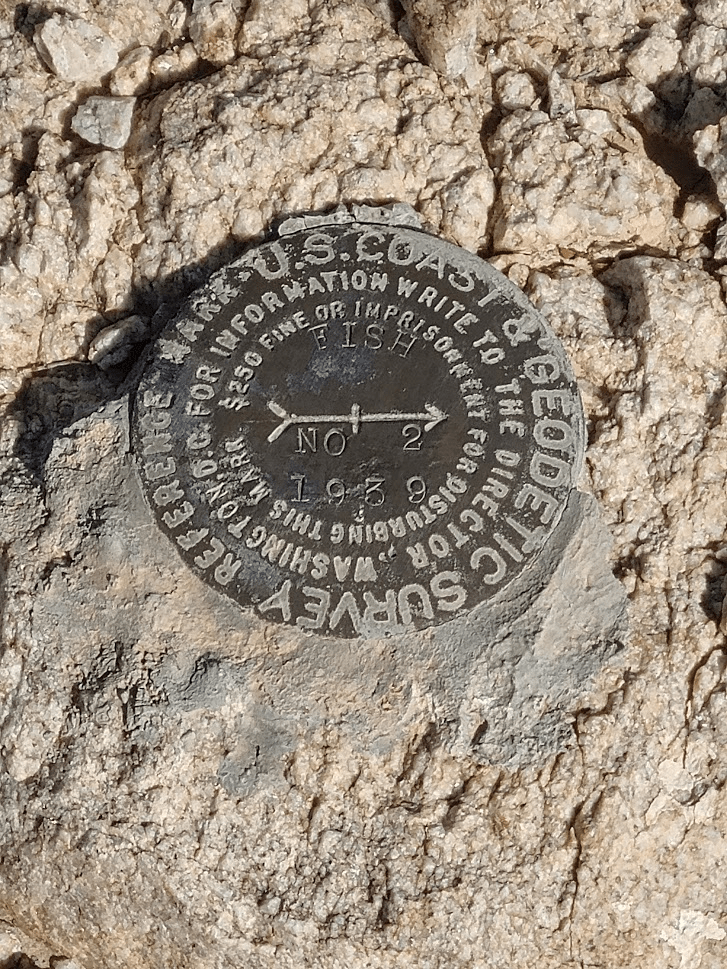 U.S. COAST & GEODETIC SURVEY REFERENCE MARK
FOR INFORMATION WRITE TO THE DIRECTOR, WASHINGTON, D.C.
$250 FINE OR IMPRISONMENT FOR DISTURBING THIS MARK.
FISH
NO 2
1939